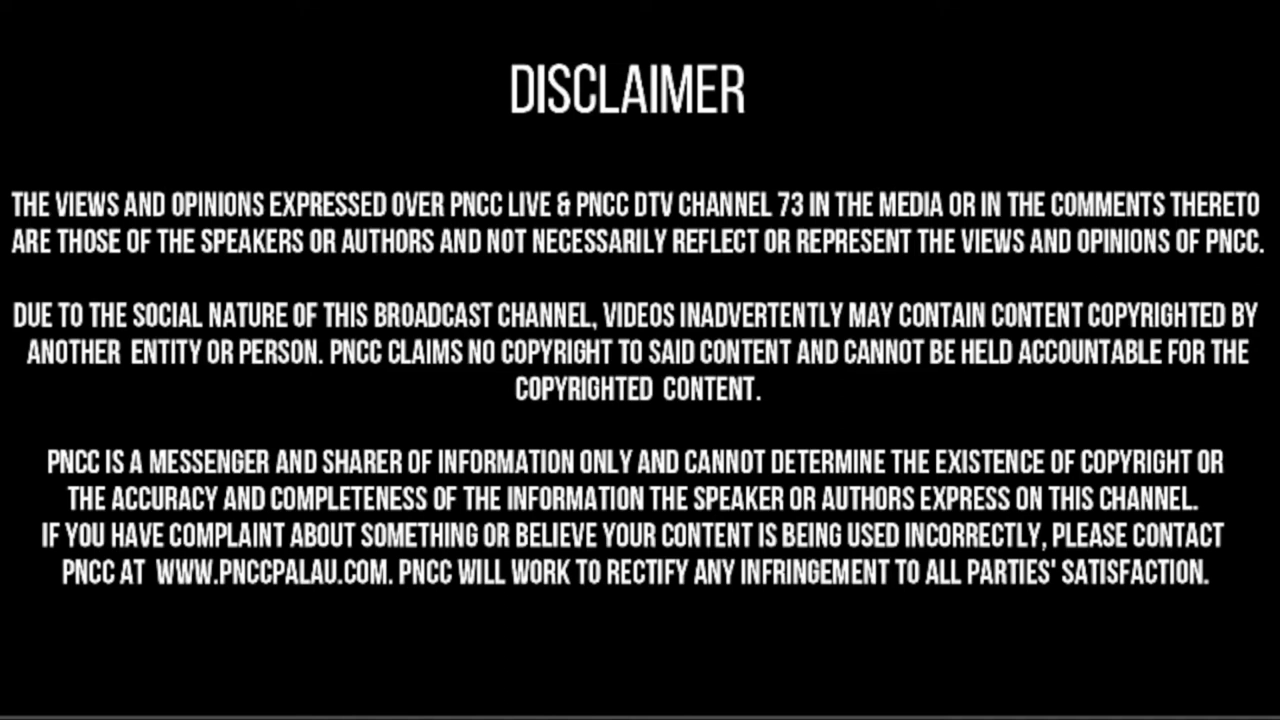 DISCLAIMER
THE VIEWS AND OPINIONS EXPRESSED OVER PNCC LIVE & PNCC DTV CHANNEL 73 IN THE MEDIA OR IN THE COMMENTS THERETO
ARE THOSE OF THE SPEAKERS OR AUTHORS AND NOT NECESSARILY REFLECT OR REPRESENT THE VIEWS AND OPINIONS OF PNCC.
DUE TO THE SOCIAL NATURE OF THIS BROADCAST CHANNEL, VIDEOS INADVERTENTLY MAY CONTAIN CONTENT COPYRIGHTED BY
ANOTHER ENTITY OR PERSON. PNCC CLAIMS NO COPYRIGHT TO SAID CONTENT AND CANNOT BE HELD ACCOUNTABLE FOR THE
COPYRIGHTED CONTENT.
PNCC IS A MESSENGER AND SHARER OF INFORMATION ONLY AND CANNOT DETERMINE THE EXISTENCE OF COPYRIGHT OR
THE ACCURACY AND COMPLETENESS OF THE INFORMATION THE SPEAKER OR AUTHORS EXPRESS ON THIS CHANNEL.
IF YOU HAVE COMPLAINT ABOUT SOMETHING OR BELIEVE YOUR CONTENT IS BEING USED INCORRECTLY, PLEASE CONTACT
PNCC AT WWW.PNCCPALAU.COM. PNCC WILL WORK TO RECTIFY ANY INFRINGEMENT TO ALL PARTIES' SATISFACTION.